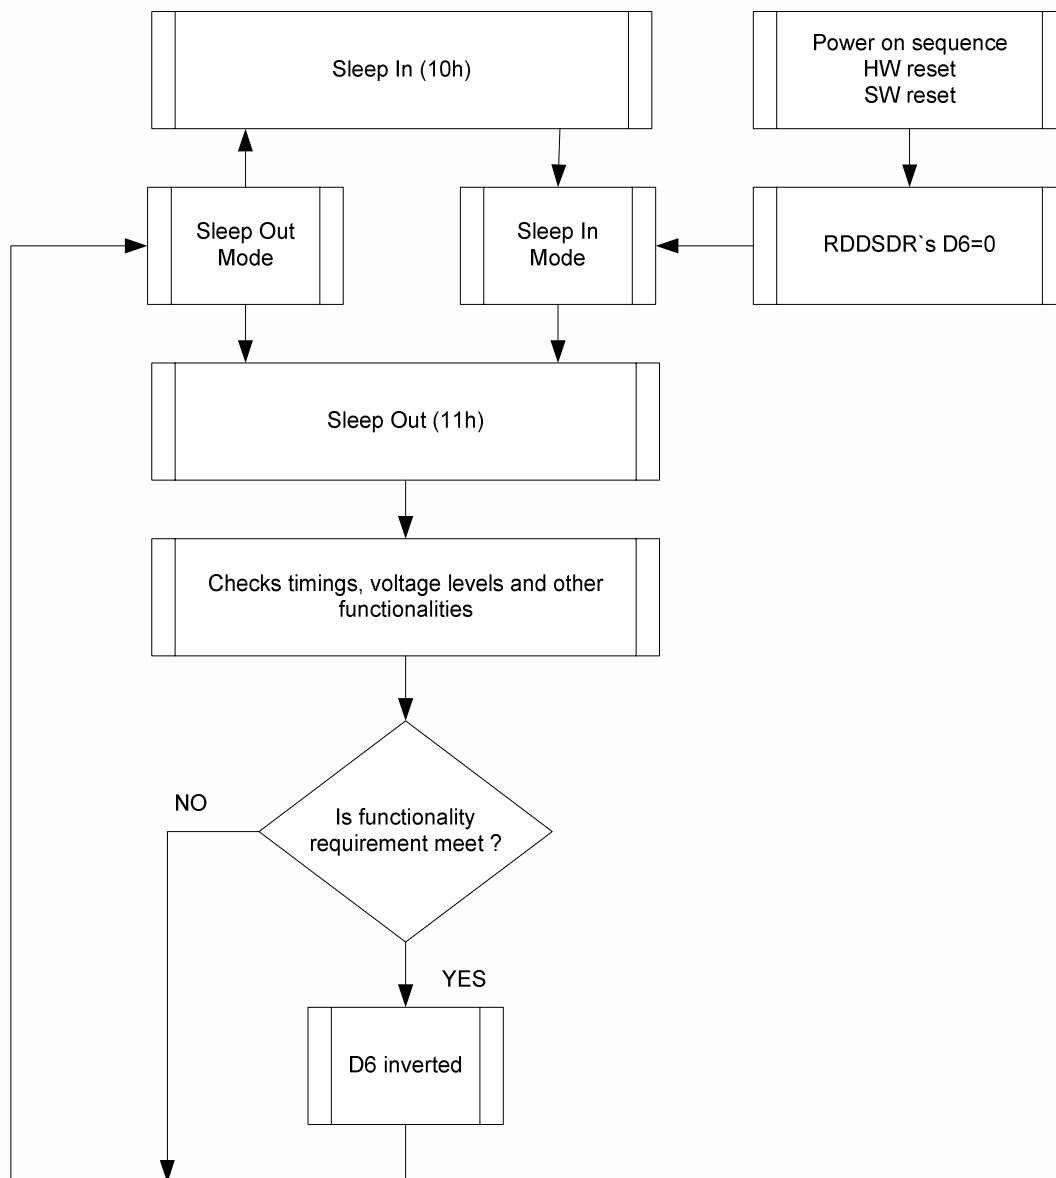 Sleep In (10h)
Power on sequence
HW reset
SW reset
Sleep Out
Mode
Sleep In
Mode
RDDSDR`s D6=0
Sleep Out (11h)
Checks timings, voltage levels and other
functionalities
Is functionality
requirement meet ?
NO
YES
D6 inverted